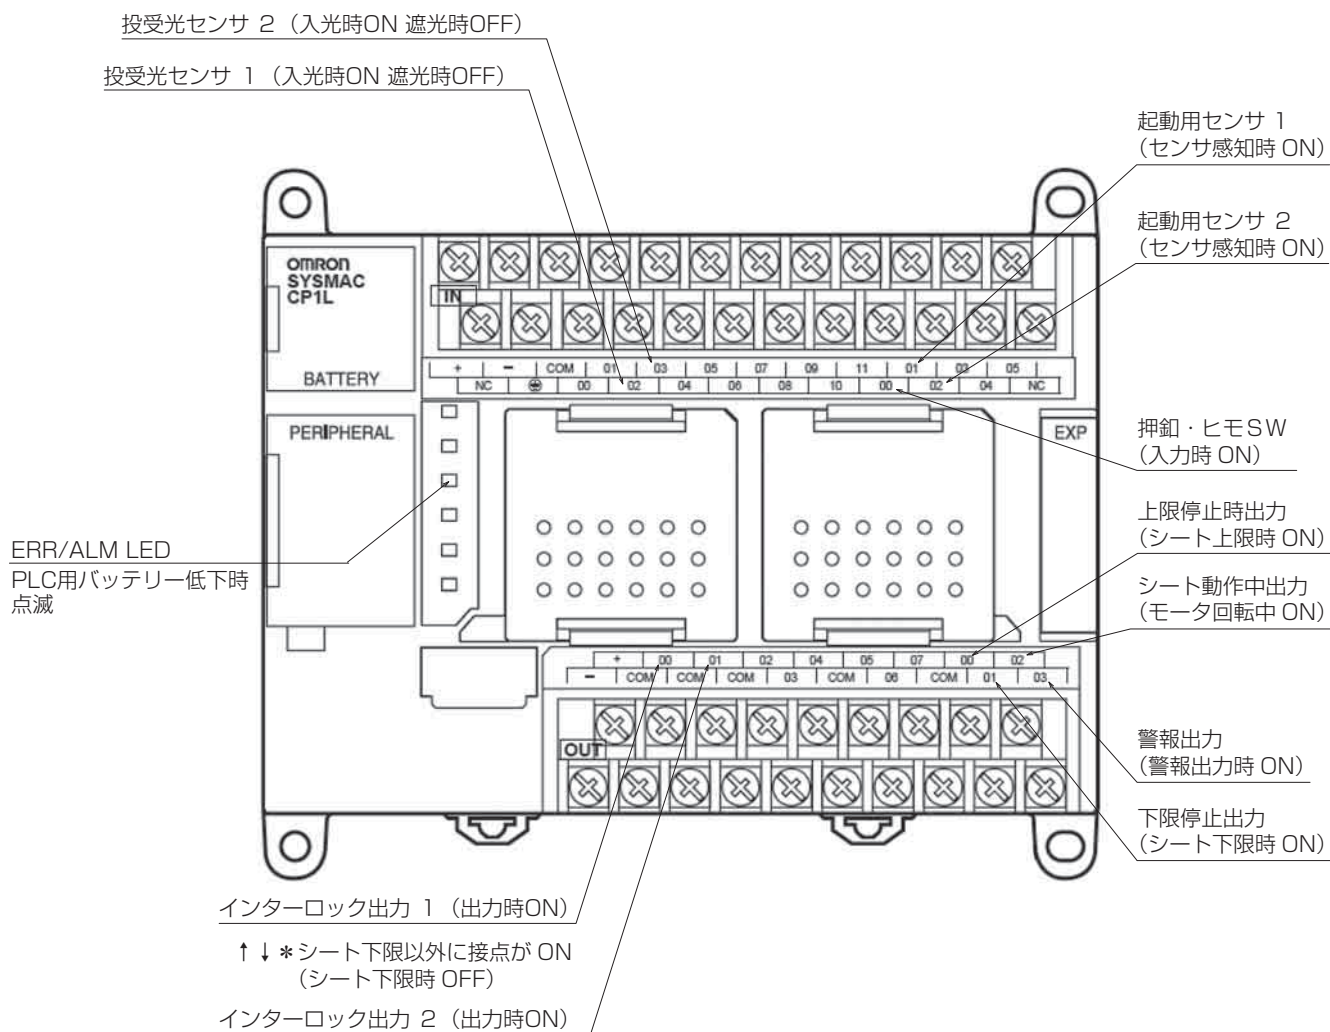 投受光センサ 2（入光時ON 遮光時OFF）
投受光センサ 1（入光時ON 遮光時OFF）
起動用センサ 1
（センサ感知時 ON）
起動用センサ 2
（センサ感知時 ON）
OMRON
SYSMAC
CP1L
IN
BATTERY
+ － COM 01 03 05 07 09 11 01 03 05
NC 00 02 04 06 08 10 00 02 04 NC
PERIPHERAL
EXP
押釦・ヒモSW
（入力時 ON）
上限停止時出力
（シート上限時 ON）
ERR/ALM LED
PLC用バッテリー低下時
点滅
シート動作中出力
（モータ回転中 ON）
+ 00 01 02 04 05 07 00 02
－ COM COM COM 03 COM 06 COM 01 03
OUT
警報出力
（警報出力時 ON）
下限停止出力
（シート下限時 ON）
インターロック出力 1（出力時ON）
↑↓＊シート下限以外に接点が ON
（シート下限時 OFF）
インターロック出力 2（出力時ON）